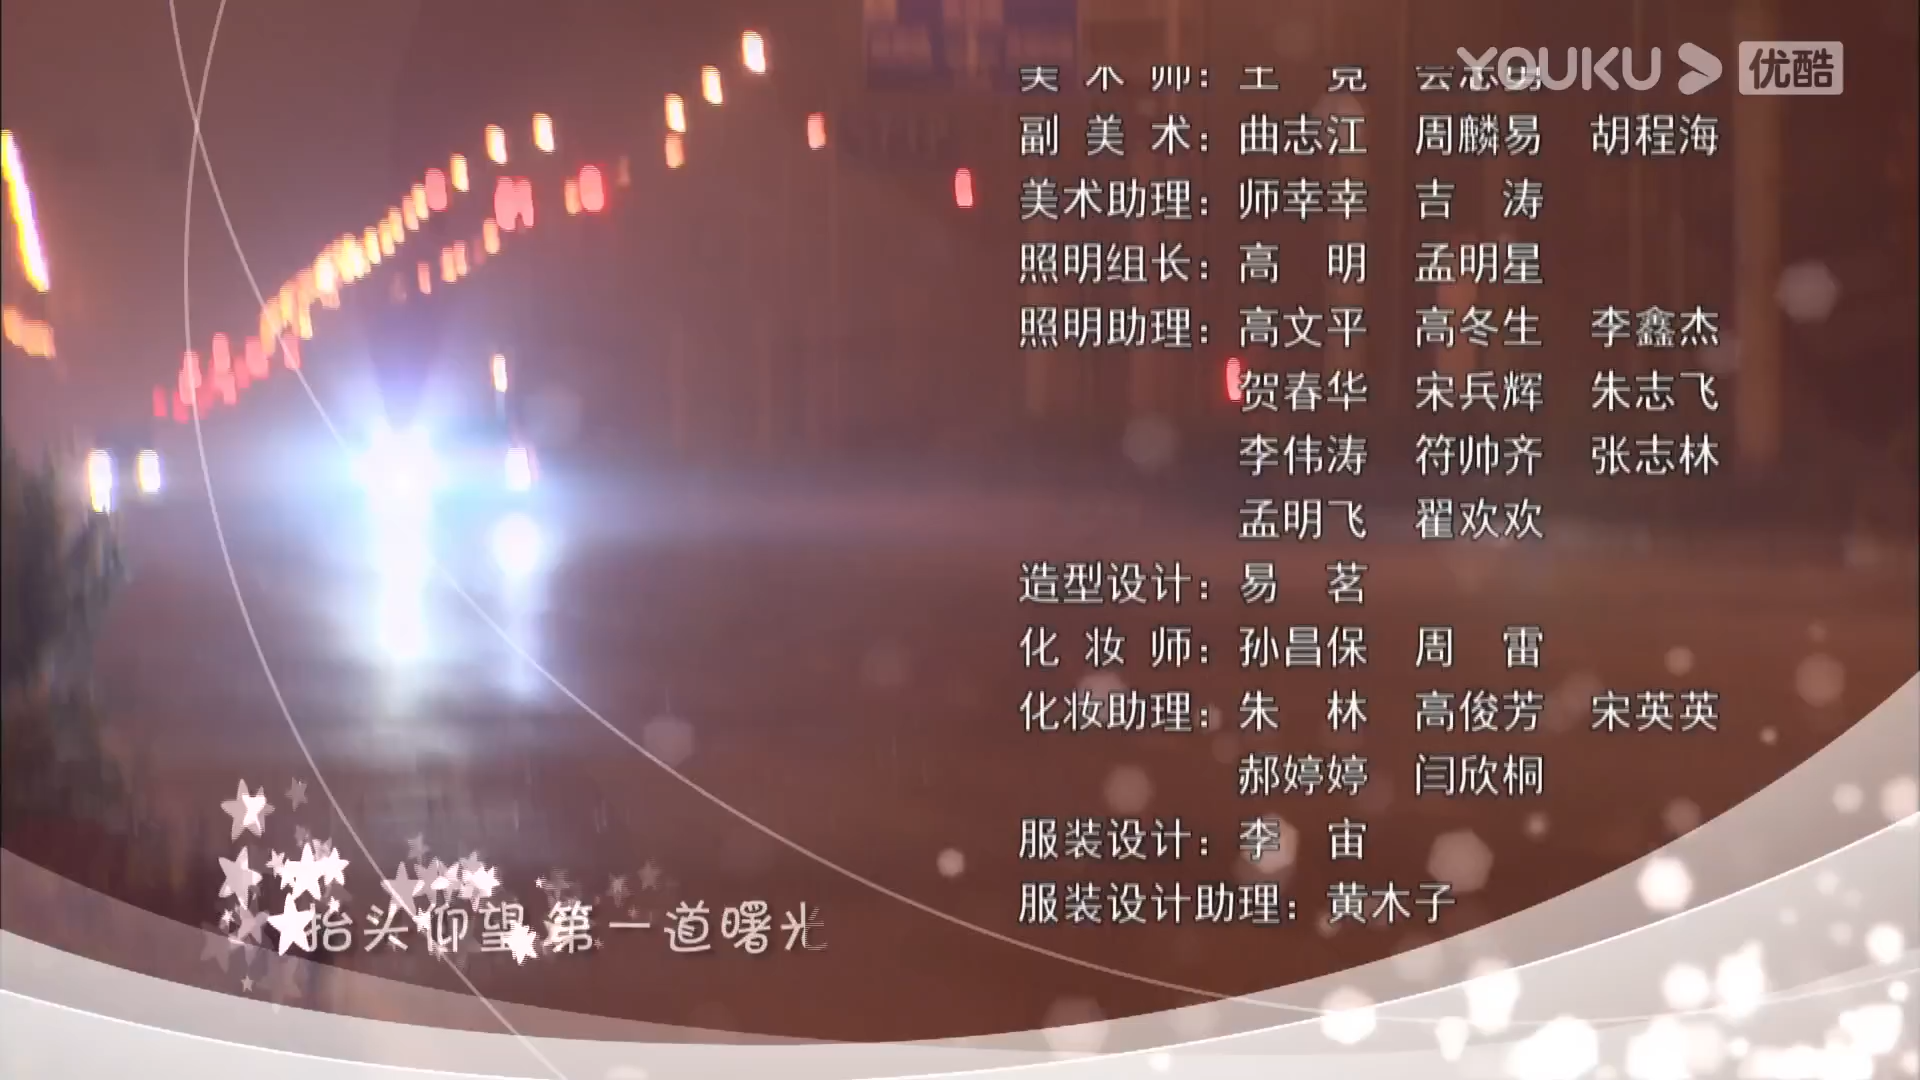 YOUKU 优酷
副美术：曲志江 周麟易 胡程海
美术助理：师幸幸 吉涛
照明组长：高明 孟明星
照明助理：高文平 高冬生 李鑫杰
贺春华 宋兵辉 朱志飞
李伟涛 符帅齐 张志林
孟明飞 翟欢欢
造型设计：易茗
化妆师：孙昌保 周雷
化妆助理：朱林 高俊芳 宋英英
郝婷婷 闫欣桐
服装设计：李宙
服装设计助理：黄木子
抬头仰望第一道曙光